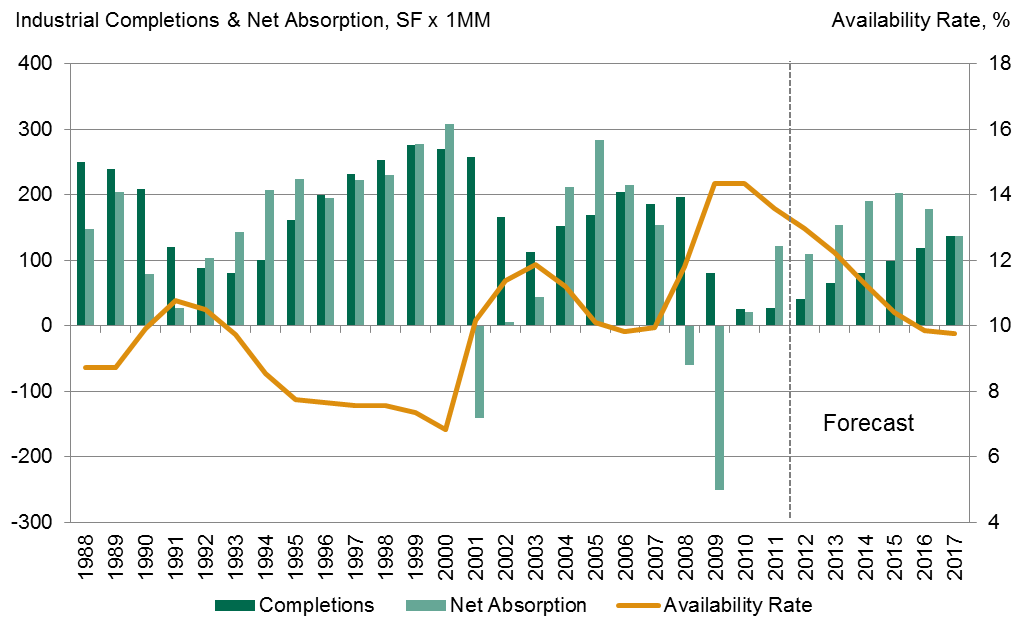 Industrial Completions & Net Absorption, SF x 1MM Availability Rate, %
400 18
300 16
200 14
100 12
0 10
-100 8
Forecast
-200 6
-300 4
1988 1989 1990 1991 1992 1993 1994 1995 1996 1997 1998 1999 2000 2001 2002 2003 2004 2005 2006 2007 2008 2009 2010 2011 2012 2013 2014 2015 2016 2017
Completions Net Absorption Availability Rate